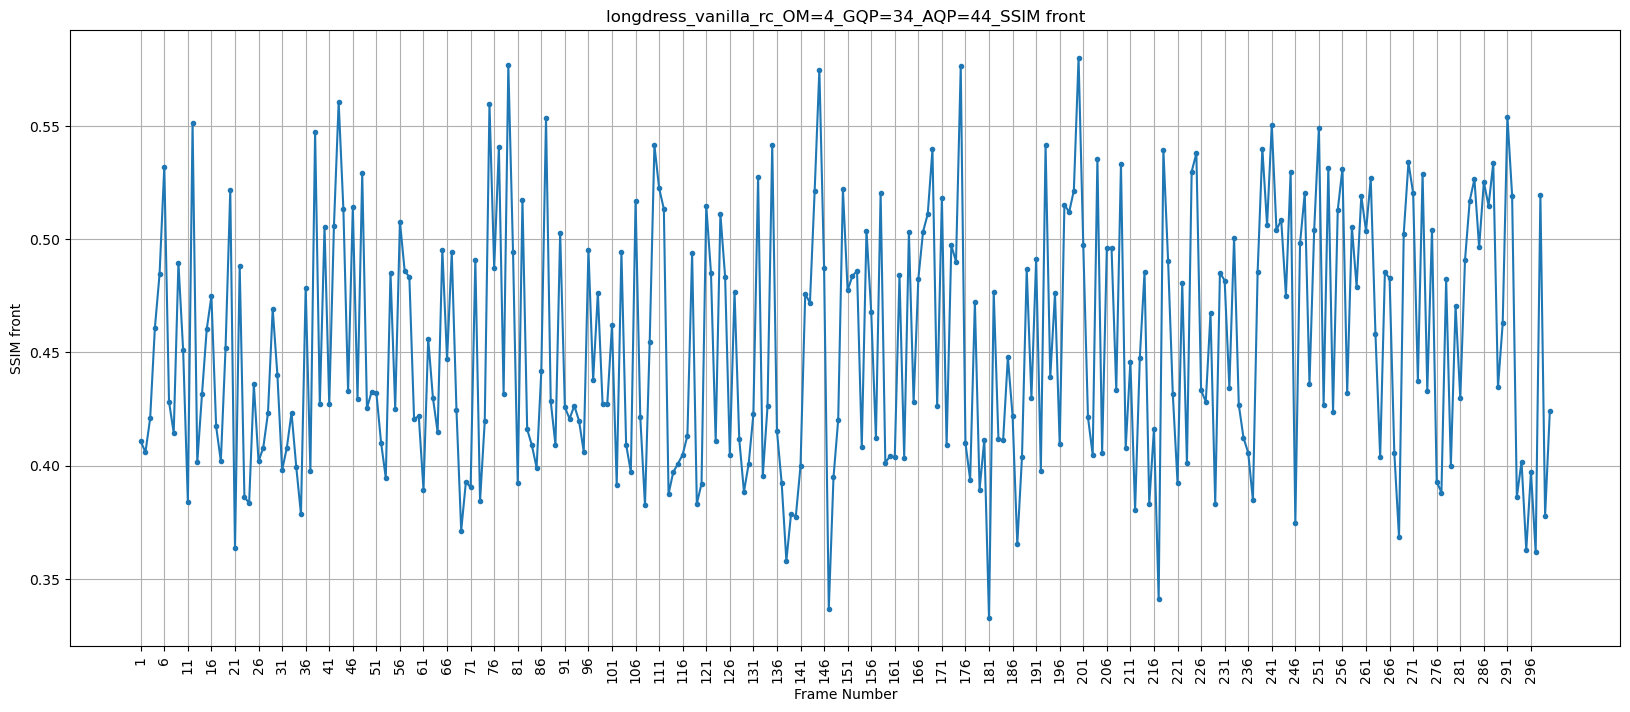 longdress_vanilla_rc_OM=4_GQP=34_AQP=44_SSIM front
SSIM front
0.55
0.50
0.45
0.40
0.35
1 6 11 16 21 26 31 36 41 46 51 56 61 66 71 76 81 86 91 96 101 106 111 116 121 126 131 136 141 146 151 156 161 166 171 176 181 186 191 196 201 206 211 216 221 226 231 236 241 246 251 256 261 266 271 276 281 286 291 296
Frame Number